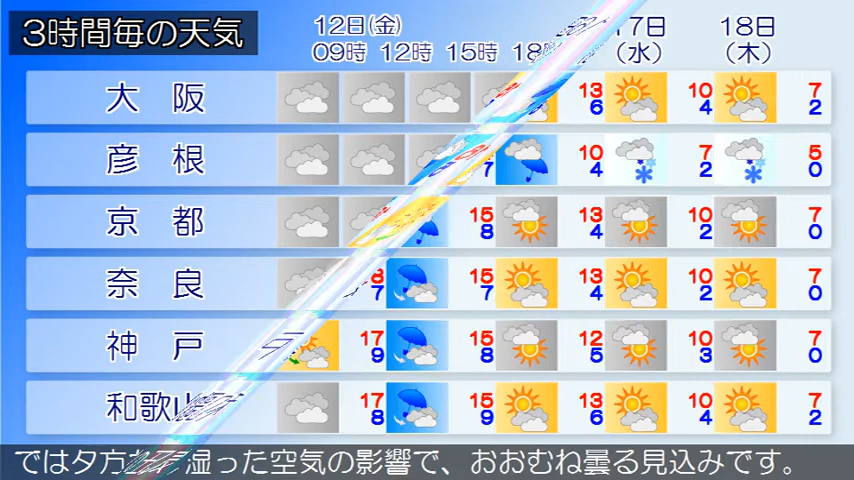 3時間毎の天気
12日(金) 17日 18日
09時 12時 15時 18 (水) (木)
大阪 13 6 10 4 7 2
彦根 7 10 4 7 2 5 0
京都 15 8 13 4 10 2 7 0
奈良 8 7 15 7 13 4 10 2 7 0
神戸 17 9 15 8 12 5 10 3 7 0
和歌山 17 8 15 9 13 6 10 4 7 2
では夕方 湿った空気の影響で、おおむね曇る見込みです。